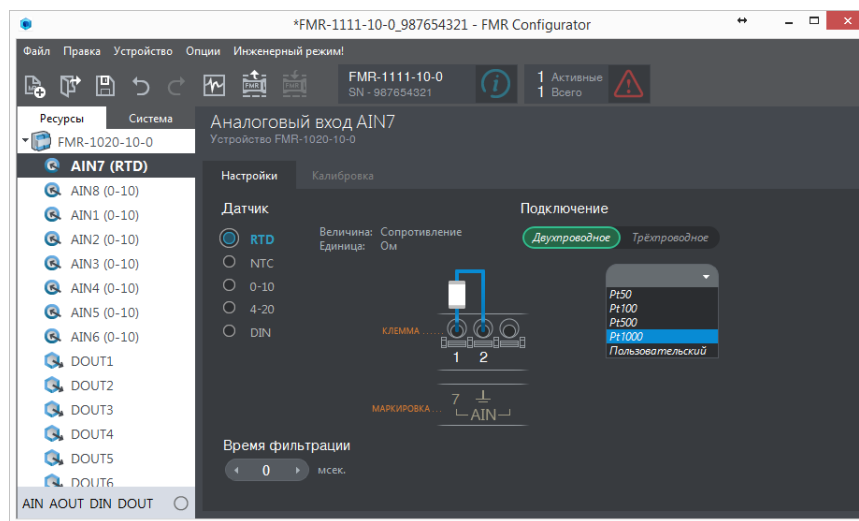 *FMR-1111-10-0_987654321 - FMR Configurator
Файл Правка Устройство Опции Инженерный режим!
FMR-1111-10-0
SN - 987654321
1 Активные
1 Всего
Ресурсы Система
FMR-1020-10-0
AIN7 (RTD)
AIN8 (0-10)
AIN1 (0-10)
AIN2 (0-10)
AIN3 (0-10)
AIN4 (0-10)
AIN5 (0-10)
AIN6 (0-10)
DOUT1
DOUT2
DOUT3
DOUT4
DOUT5
DOUT6
AIN AOUT DIN DOUT
Аналоговый вход AIN7
Устройство FMR-1020-10-0
Настройки Калибровка
Датчик
RTD
NTC
0-10
4-20
DIN
Величина: Сопротивление
Единица: Ом
КЛЕММА
1 2
МАРКИРОВКА
7
AIN
Подключение
Двухпроводное Трёхпроводное
Pt50
Pt100
Pt500
Pt1000
Пользовательский
Время фильтрации
0 мсек.